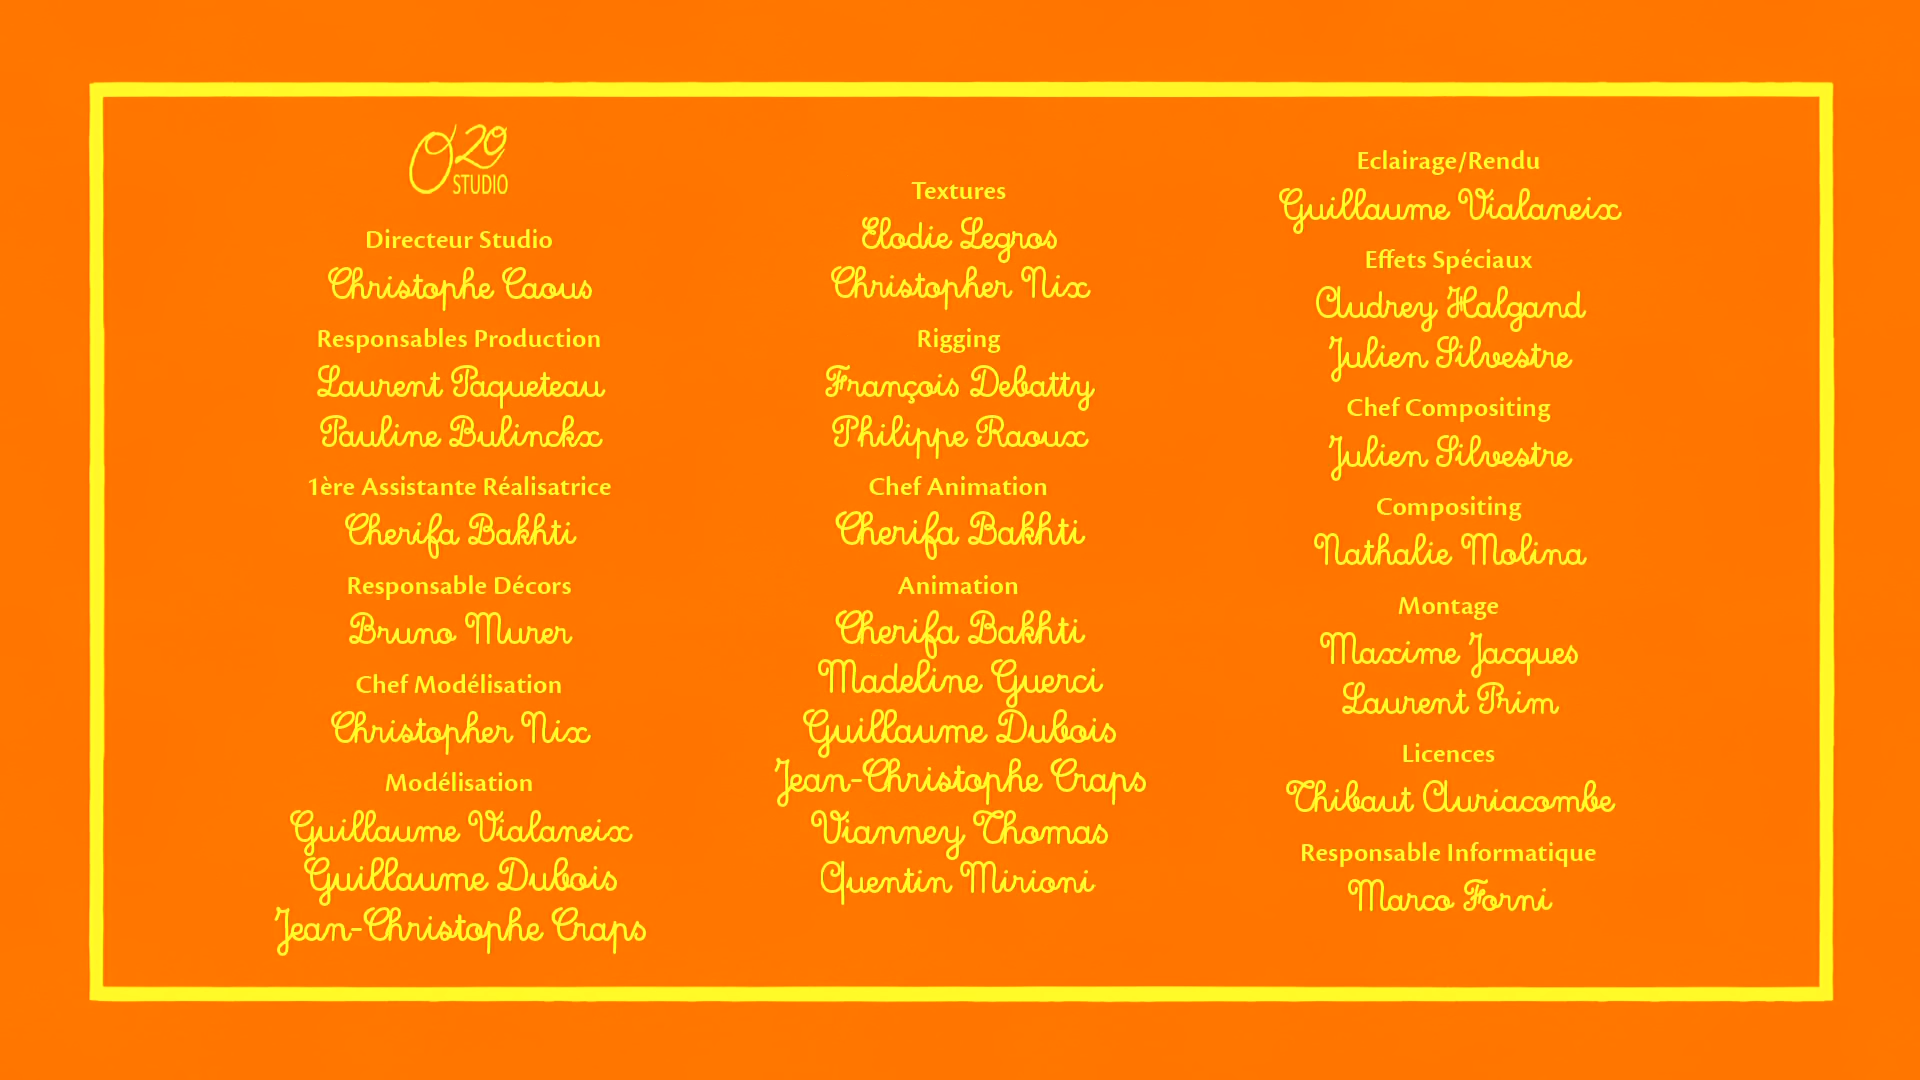 O2o
STUDIO
Directeur Studio
Christophe Caous
Responsables Production
Laurent Paqueteau
Pauline Bulinckx
1ère Assistante Réalisatrice
Cherifa Bakhti
Responsable Décors
Bruno Murer
Chef Modélisation
Christopher Nix
Modélisation
Guillaume Vialaneix
Guillaume Dubois
Jean-Christophe Craps
Textures
Elodie Legros
Christopher Nix
Rigging
François Debatty
Philippe Raoux
Chef Animation
Cherifa Bakhti
Animation
Cherifa Bakhti
Madeline Guerci
Guillaume Dubois
Jean-Christophe Craps
Vianney Thomas
Quentin Mirioni
Eclairage/Rendu
Guillaume Vialaneix
Effets Spéciaux
Audrey Halgand
Julien Silvestre
Chef Compositing
Julien Silvestre
Compositing
Nathalie Molina
Montage
Maxime Jacques
Laurent Prim
Licences
Thibaut Auriacombe
Responsable Informatique
Marco Forni